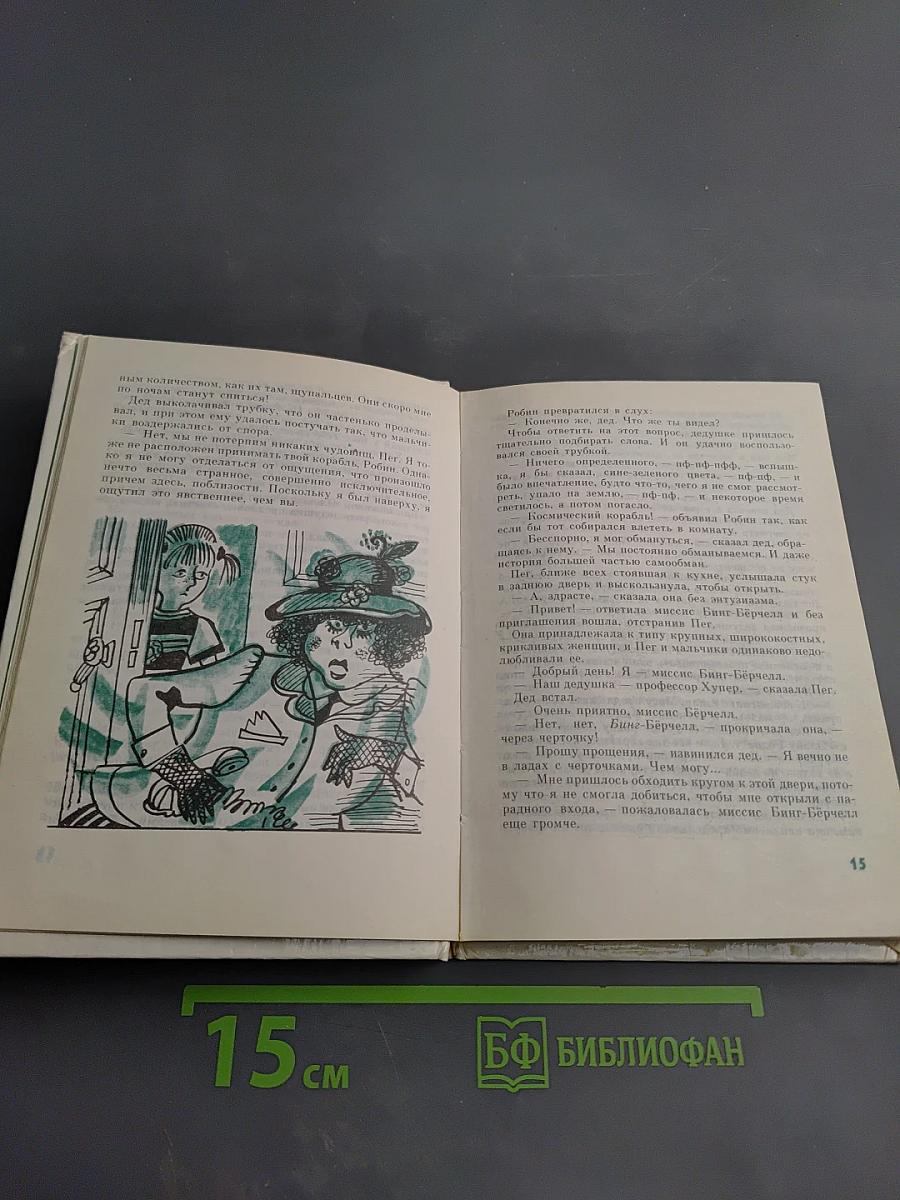 ным количеством, как их там, щупальцев. Они скоро мне
по ночам станут сниться!
Дед выколачивал трубку, что он частенько проделы-
вал, и при этом ему удалось постучать так, что мальчи-
ки воздержались от спора.
— Нет, мы не потерпим никаких чудовищ, Пег. Я то-
же не расположен принимать твой корабль, Робин. Одна-
ко я не могу отделаться от ощущения, что произошло
нечто весьма странное, совершенно исключительное,
причем здесь, поблизости. Поскольку я был наверху, я
ощутил это явственнее, чем вы.
Робин превратился в слух:
— Конечно же, дед. Что же ты видел?
Чтобы ответить на этот вопрос, дедушке пришлось
тщательно подбирать слова. И он удачно воспользо-
вался своей трубкой.
— Ничего определенного, — пф-пф-пфф, — вспыш-
ка, я бы сказал, сине-зеленого цвета, — пф-пф, — и
было впечатление, будто что-то, чего я не смог рассмот-
реть, упало на землю, — пф-пф, — и некоторое время
светилось, а потом погасло.
— Космический корабль! — объявил Робин так, как
если бы тот собирался влететь в комнату.
— Бесспорно, я мог обмануться, — сказал дед, обра-
щаясь к нему. — Мы постоянно обманываемся. И даже
история большей частью самообман.
Пег, ближе всех стоявшая к кухне, услышала стук
в заднюю дверь и выскользнула, чтобы открыть.
— А, здрасте, — сказала она без энтузиазма.
— Привет! — ответила миссис Бинг-Бёрчелл и без
приглашения вошла, отстранив Пег.
Она принадлежала к типу крупных, ширококостных,
крикливых женщин, и Пег и мальчики одинаково недо-
любливали ее.
— Добрый день! Я — миссис Бинг-Бёрчелл.
— Наш дедушка — профессор Хупер, — сказала Пег.
Дед встал.
— Очень приятно, миссис Бёрчелл.
— Нет, нет, Бинг-Бёрчелл, — прокричала она, —
через черточку!
— Прошу прощения, — извинился дед. — Я вечно не
в ладах с черточками. Чем могу...
— Мне пришлось обходить кругом к этой двери, пото-
му что я не смогла добиться, чтобы мне открыли с па-
радного входа, — пожаловалась миссис Бинг-Бёрчелл
еще громче.
15
15 см
БФ БИБЛИОФАН